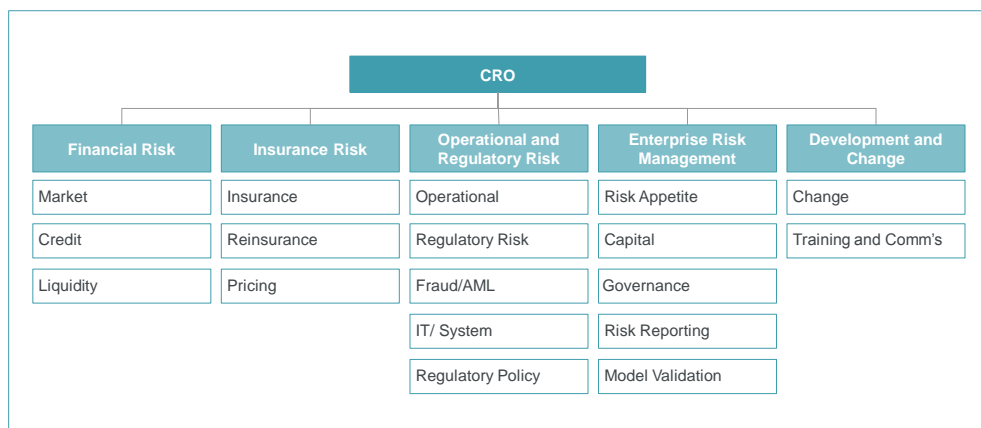 CRO
Financial Risk
Market
Credit
Liquidity
Insurance Risk
Insurance
Reinsurance
Pricing
Operational and
Regulatory Risk
Operational
Regulatory Risk
Fraud/AML
IT/ System
Regulatory Policy
Enterprise Risk
Management
Risk Appetite
Capital
Governance
Risk Reporting
Model Validation
Development and
Change
Change
Training and Comm's